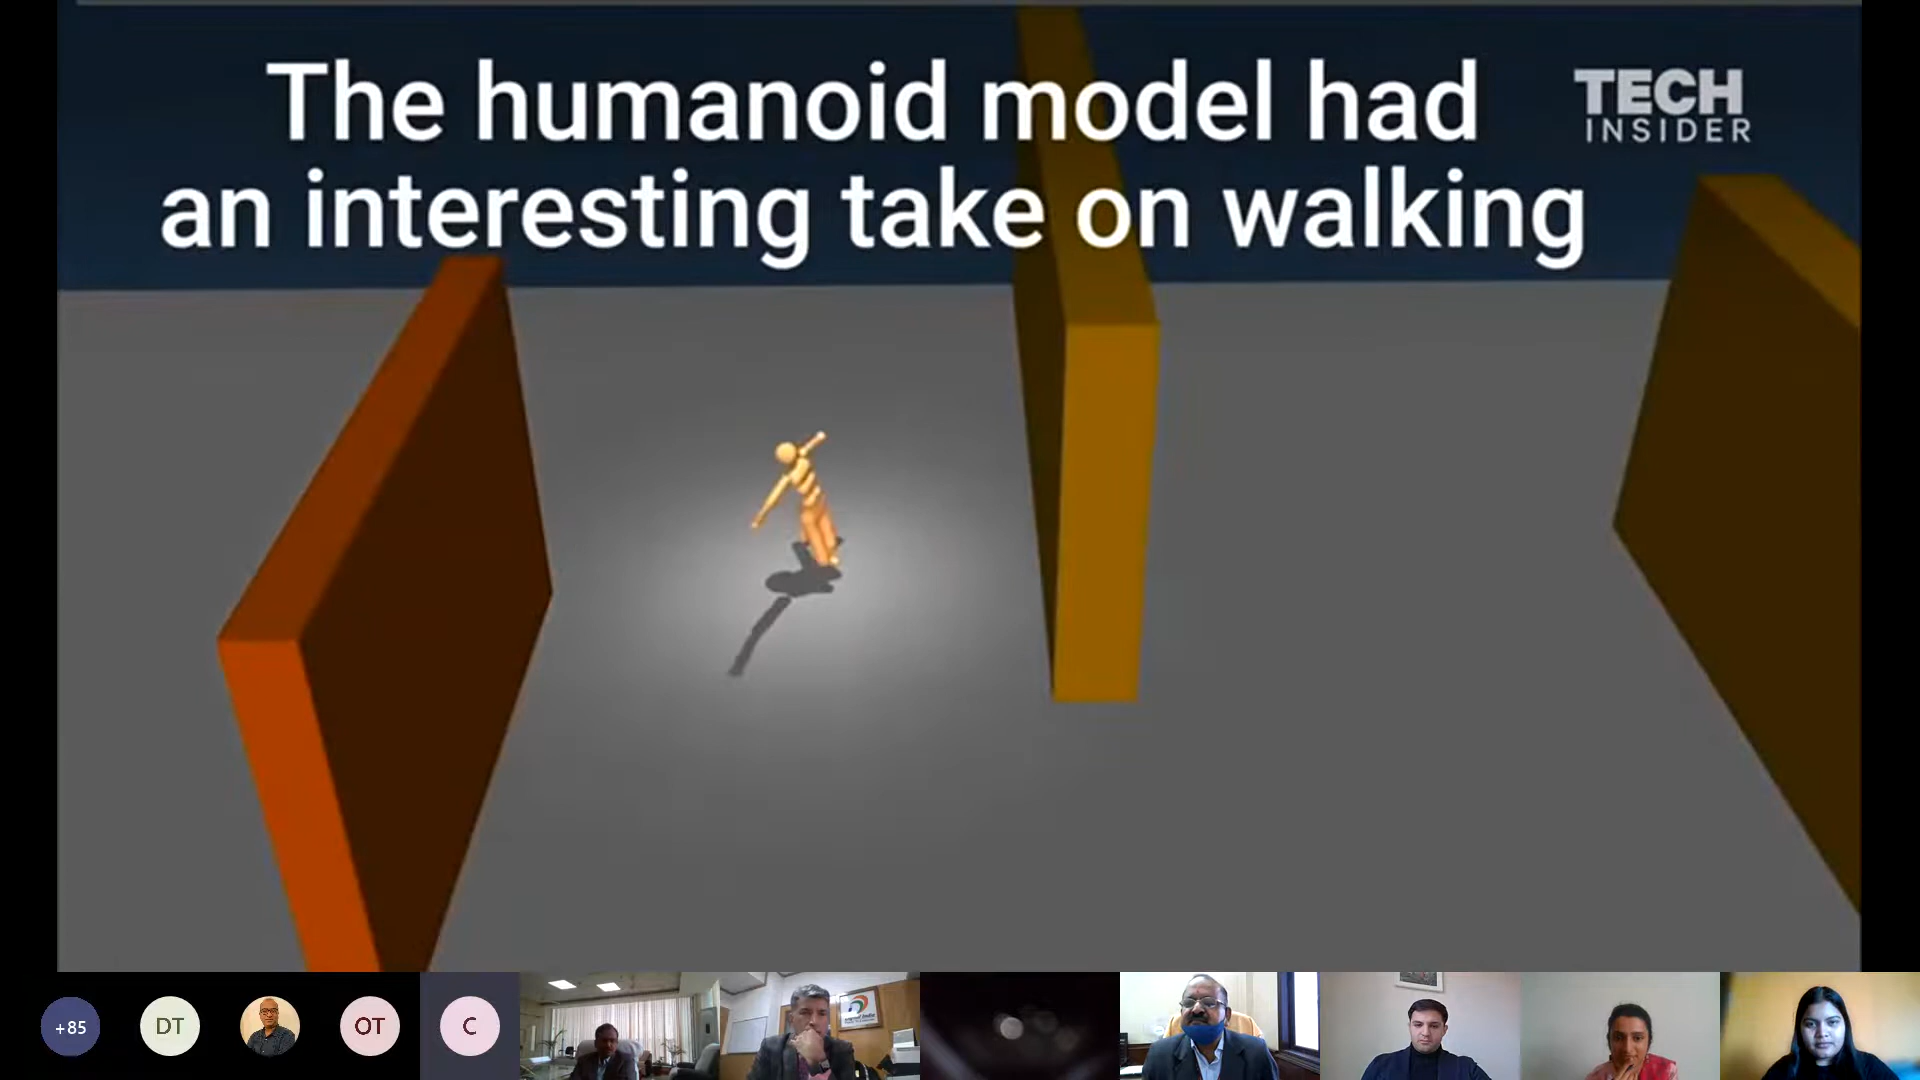 The humanoid model had
an interesting take on walking
TECH
INSIDER
+85
DT
OT
C